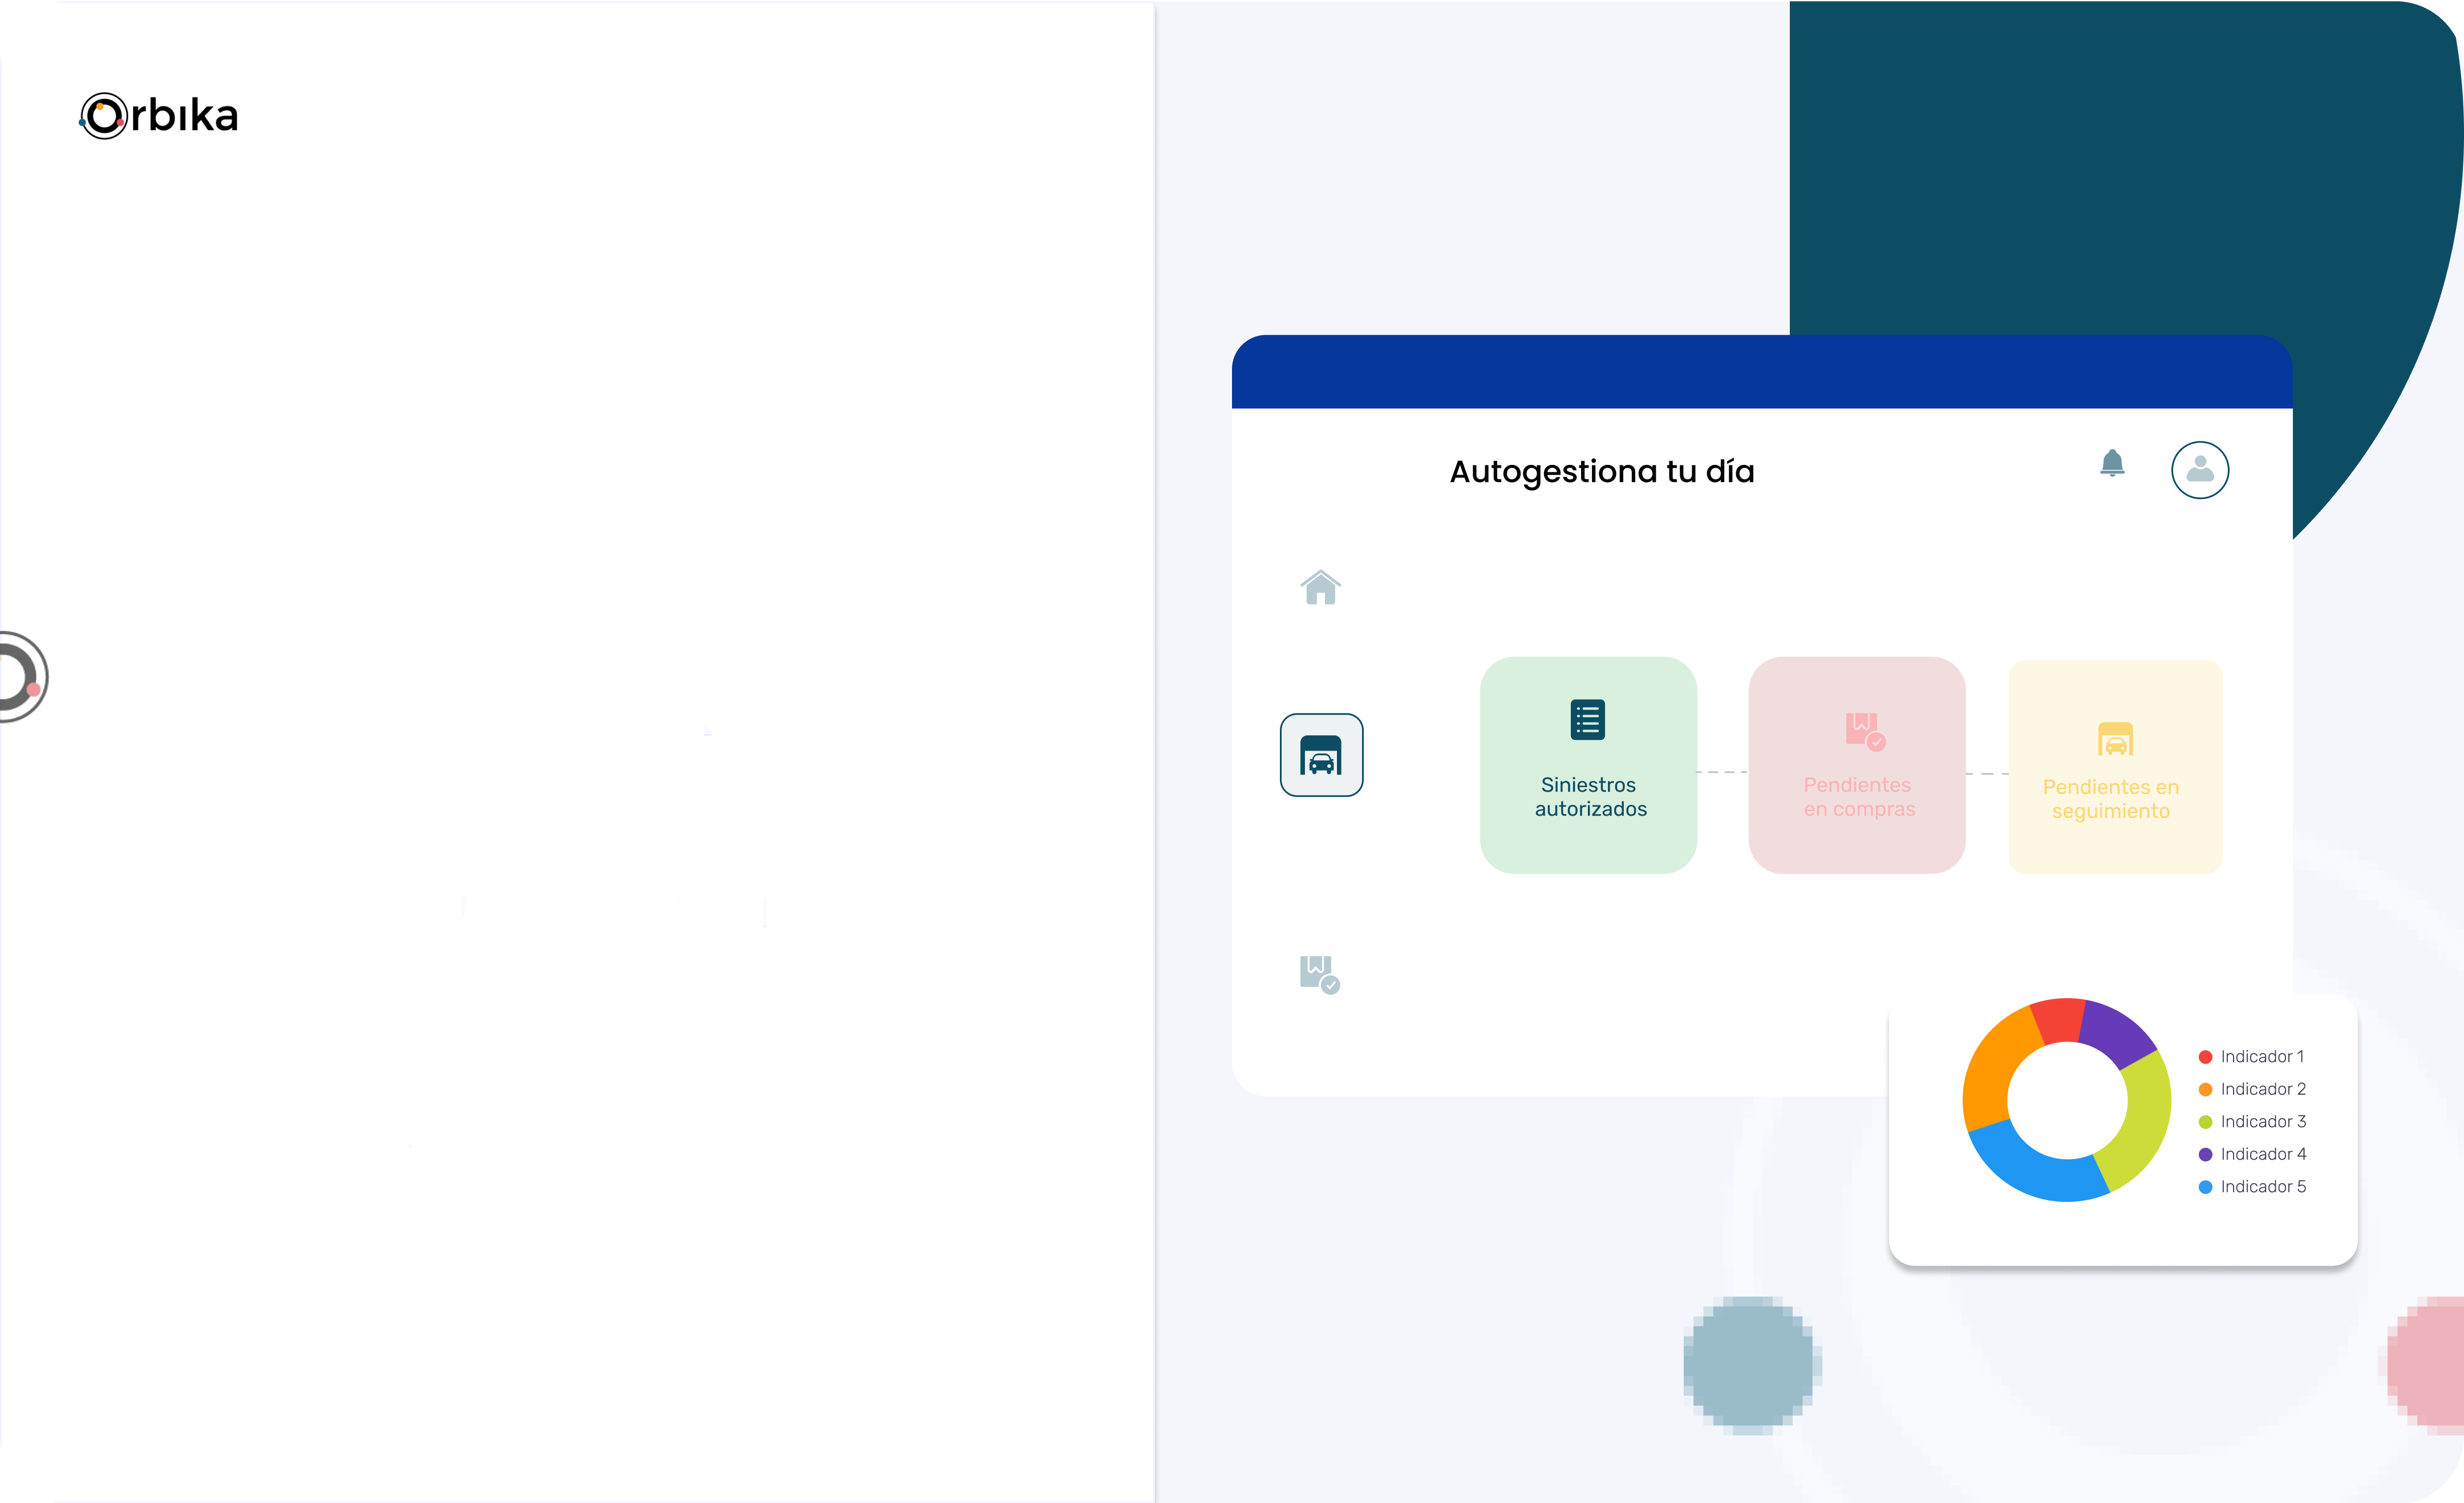 Orbika
Autogestiona tu día
Siniestros
autorizados
Pendientes
en compras
Pendientes en
seguimiento
Indicador 1
Indicador 2
Indicador 3
Indicador 4
Indicador 5